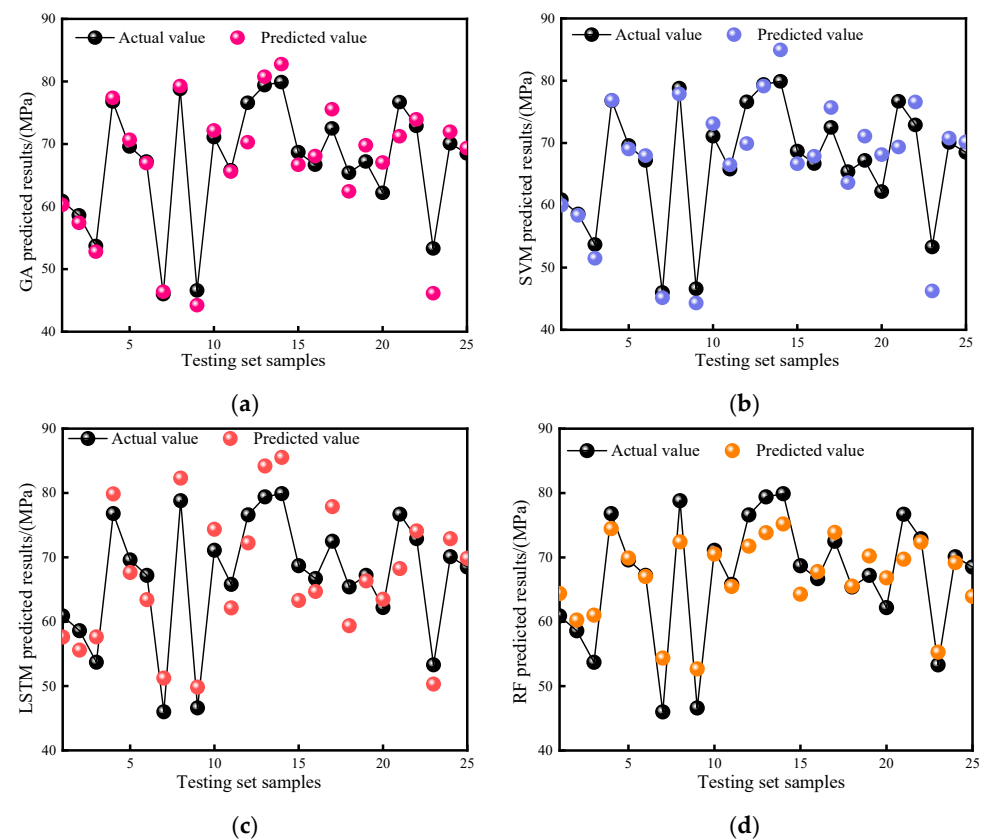 Actual value Predicted value
GA predicted results/(MPa)
90
80
70
60
50
40
5 10 15 20 25
Testing set samples
(a)
Actual value Predicted value
SVM predicted results/(MPa)
90
80
70
60
50
40
5 10 15 20 25
Testing set samples
(b)
Actual value Predicted value
LSTM predicted results/(MPa)
90
80
70
60
50
40
5 10 15 20 25
Testing set samples
(c)
Actual value Predicted value
RF predicted results/(MPa)
90
80
70
60
50
40
5 10 15 20 25
Testing set samples
(d)